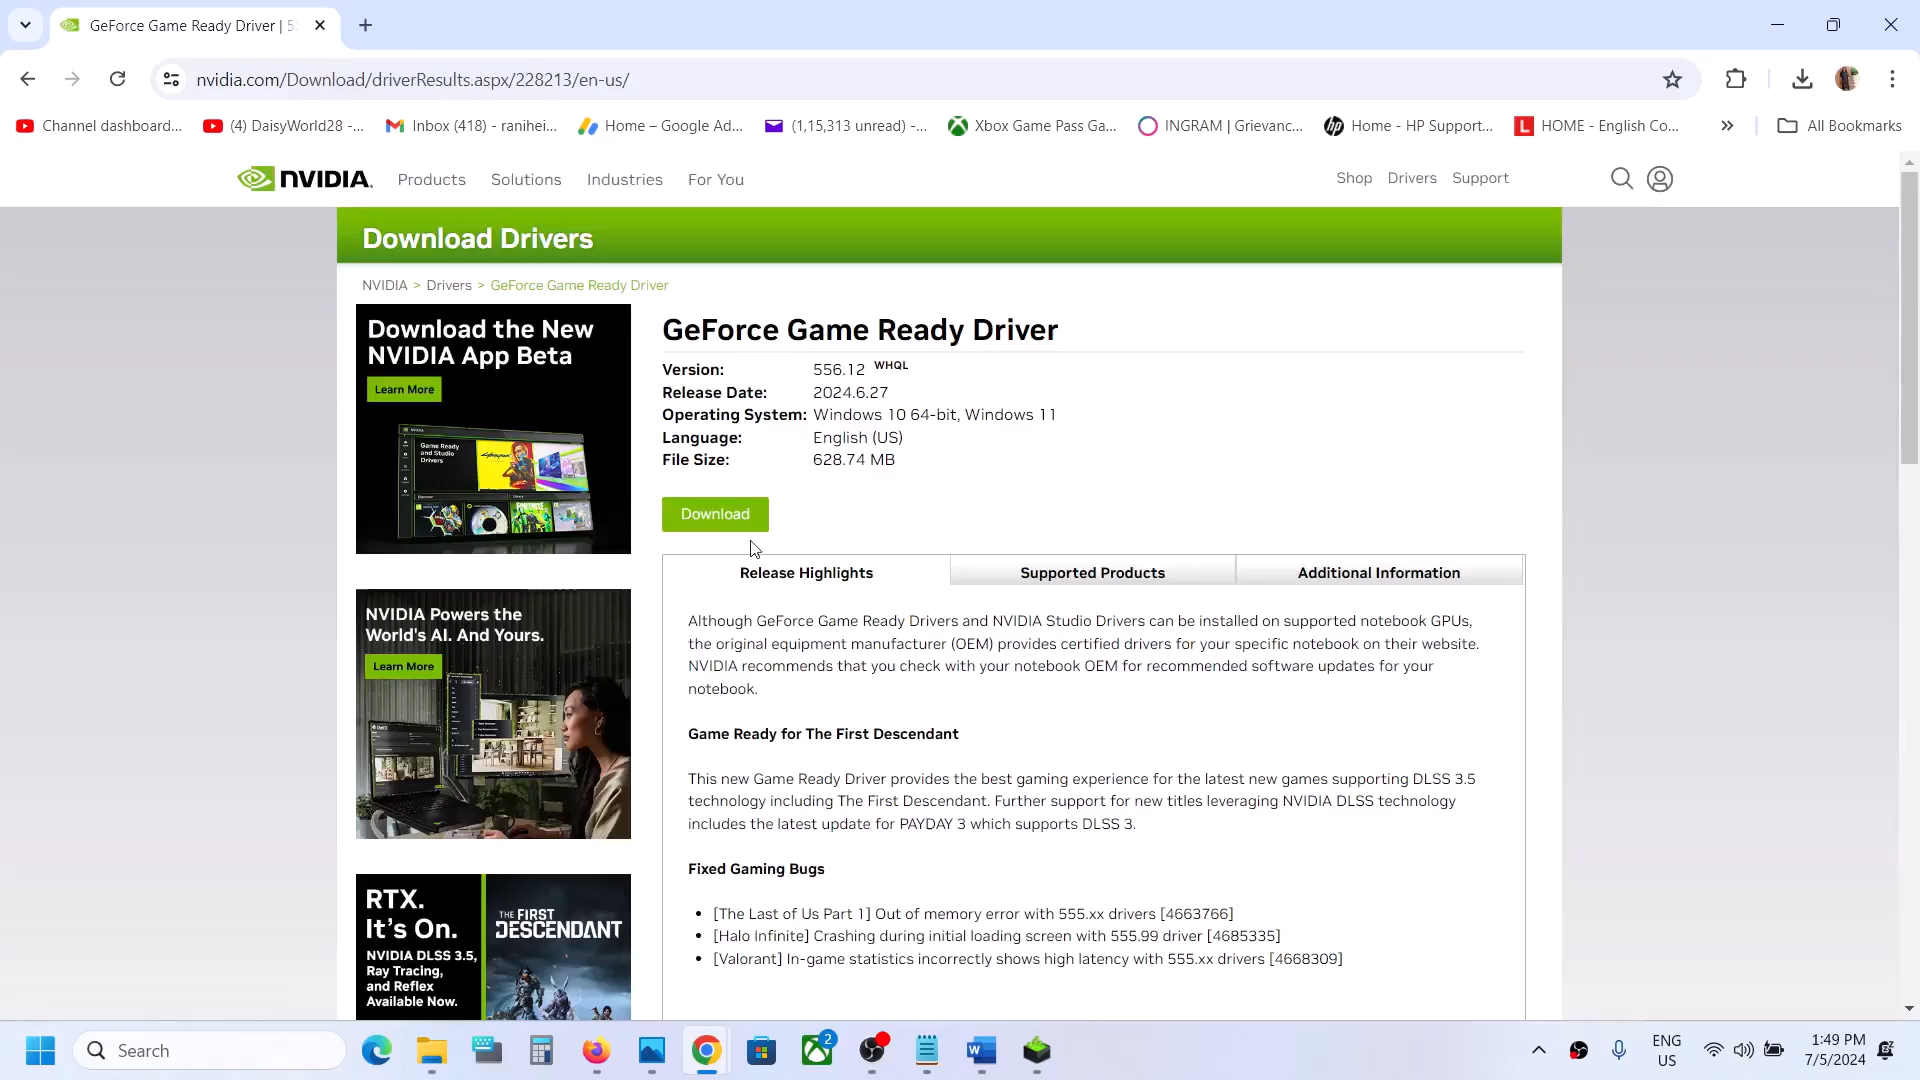 GeForce Game Ready Driver | 5
nvidia.com/Download/driverResults.aspx/228213/en-us/
Channel dashboard...
(4) DaisyWorld28 -...
Inbox (418) - ranihei...
Home – Google Ad...
(1,15,313 unread) -...
Xbox Game Pass Ga...
INGRAM | Grievanc...
Home - HP Support...
HOME - English Co...
All Bookmarks
NVIDIA.
Products
Solutions
Industries
For You
Shop
Drivers
Support
Download Drivers
NVIDIA > Drivers > GeForce Game Ready Driver
Download the New
NVIDIA App Beta
Learn More
GeForce Game Ready Driver
Version: 556.12 WHQL
Release Date: 2024.6.27
Operating System: Windows 10 64-bit, Windows 11
Language: English (US)
File Size: 628.74 MB
Download
Release Highlights
Supported Products
Additional Information
Although GeForce Game Ready Drivers and NVIDIA Studio Drivers can be installed on supported notebook GPUs,
the original equipment manufacturer (OEM) provides certified drivers for your specific notebook on their website.
NVIDIA recommends that you check with your notebook OEM for recommended software updates for your
notebook.
Game Ready for The First Descendant
This new Game Ready Driver provides the best gaming experience for the latest new games supporting DLSS 3.5
technology including The First Descendant. Further support for new titles leveraging NVIDIA DLSS technology
includes the latest update for PAYDAY 3 which supports DLSS 3.
Fixed Gaming Bugs
• [The Last of Us Part 1] Out of memory error with 555.xx drivers [4663766]
• [Halo Infinite] Crashing during initial loading screen with 555.99 driver [4685335]
• [Valorant] In-game statistics incorrectly shows high latency with 555.xx drivers [4668309]
NVIDIA Powers the
World's AI. And Yours.
Learn More
RTX.
It's On.
NVIDIA DLSS 3.5,
Ray Tracing,
and Reflex
Available Now.
THE FIRST
DESCENDANT
Search
2
ENG
US
1:49 PM
7/5/2024